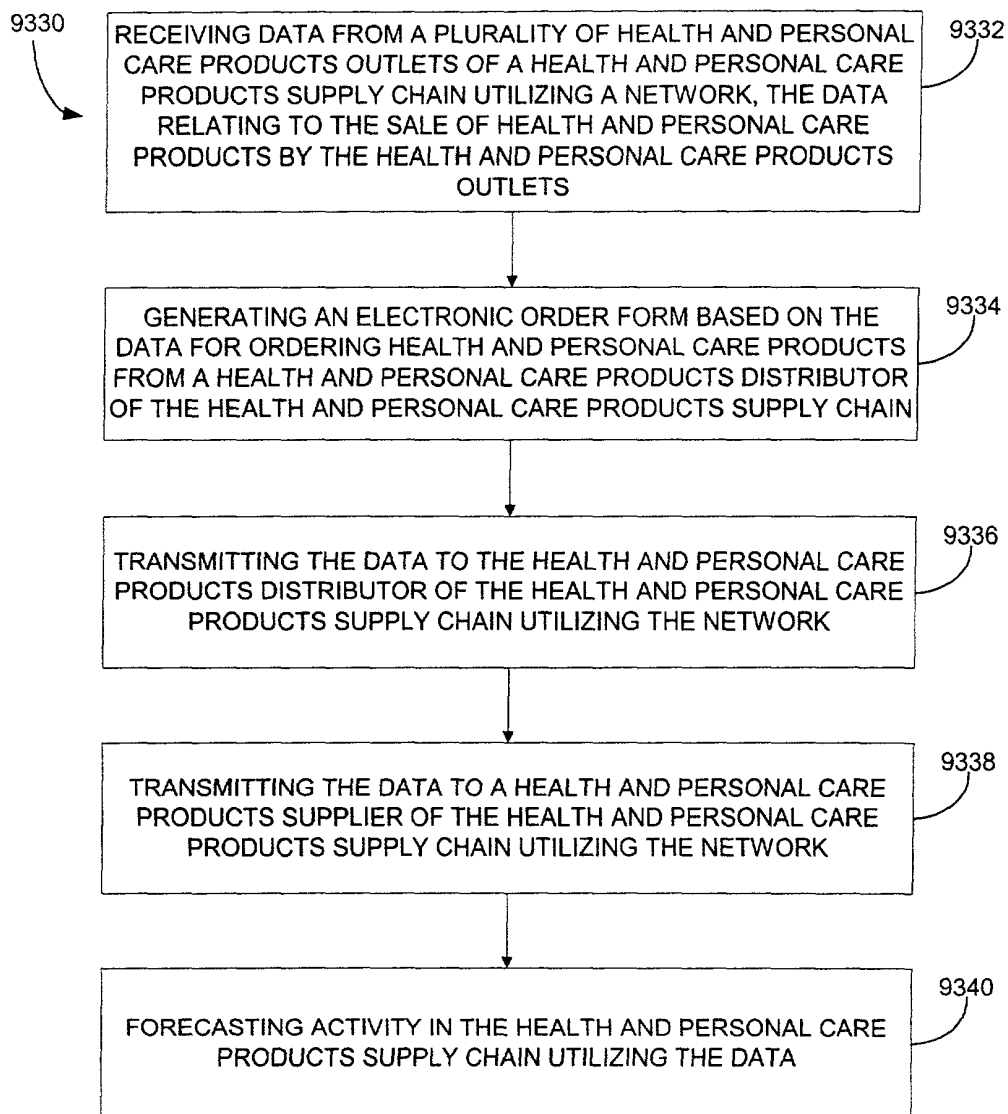 9330
RECEIVING DATA FROM A PLURALITY OF HEALTH AND PERSONAL
CARE PRODUCTS OUTLETS OF A HEALTH AND PERSONAL CARE
PRODUCTS SUPPLY CHAIN UTILIZING A NETWORK, THE DATA
RELATING TO THE SALE OF HEALTH AND PERSONAL CARE
PRODUCTS BY THE HEALTH AND PERSONAL CARE PRODUCTS
OUTLETS
9332
GENERATING AN ELECTRONIC ORDER FORM BASED ON THE
DATA FOR ORDERING HEALTH AND PERSONAL CARE PRODUCTS
FROM A HEALTH AND PERSONAL CARE PRODUCTS DISTRIBUTOR
OF THE HEALTH AND PERSONAL CARE PRODUCTS SUPPLY CHAIN
9334
TRANSMITTING THE DATA TO THE HEALTH AND PERSONAL CARE
PRODUCTS DISTRIBUTOR OF THE HEALTH AND PERSONAL CARE
PRODUCTS SUPPLY CHAIN UTILIZING THE NETWORK
9336
TRANSMITTING THE DATA TO A HEALTH AND PERSONAL CARE
PRODUCTS SUPPLIER OF THE HEALTH AND PERSONAL CARE
PRODUCTS SUPPLY CHAIN UTILIZING THE NETWORK
9338
FORECASTING ACTIVITY IN THE HEALTH AND PERSONAL CARE
PRODUCTS SUPPLY CHAIN UTILIZING THE DATA
9340